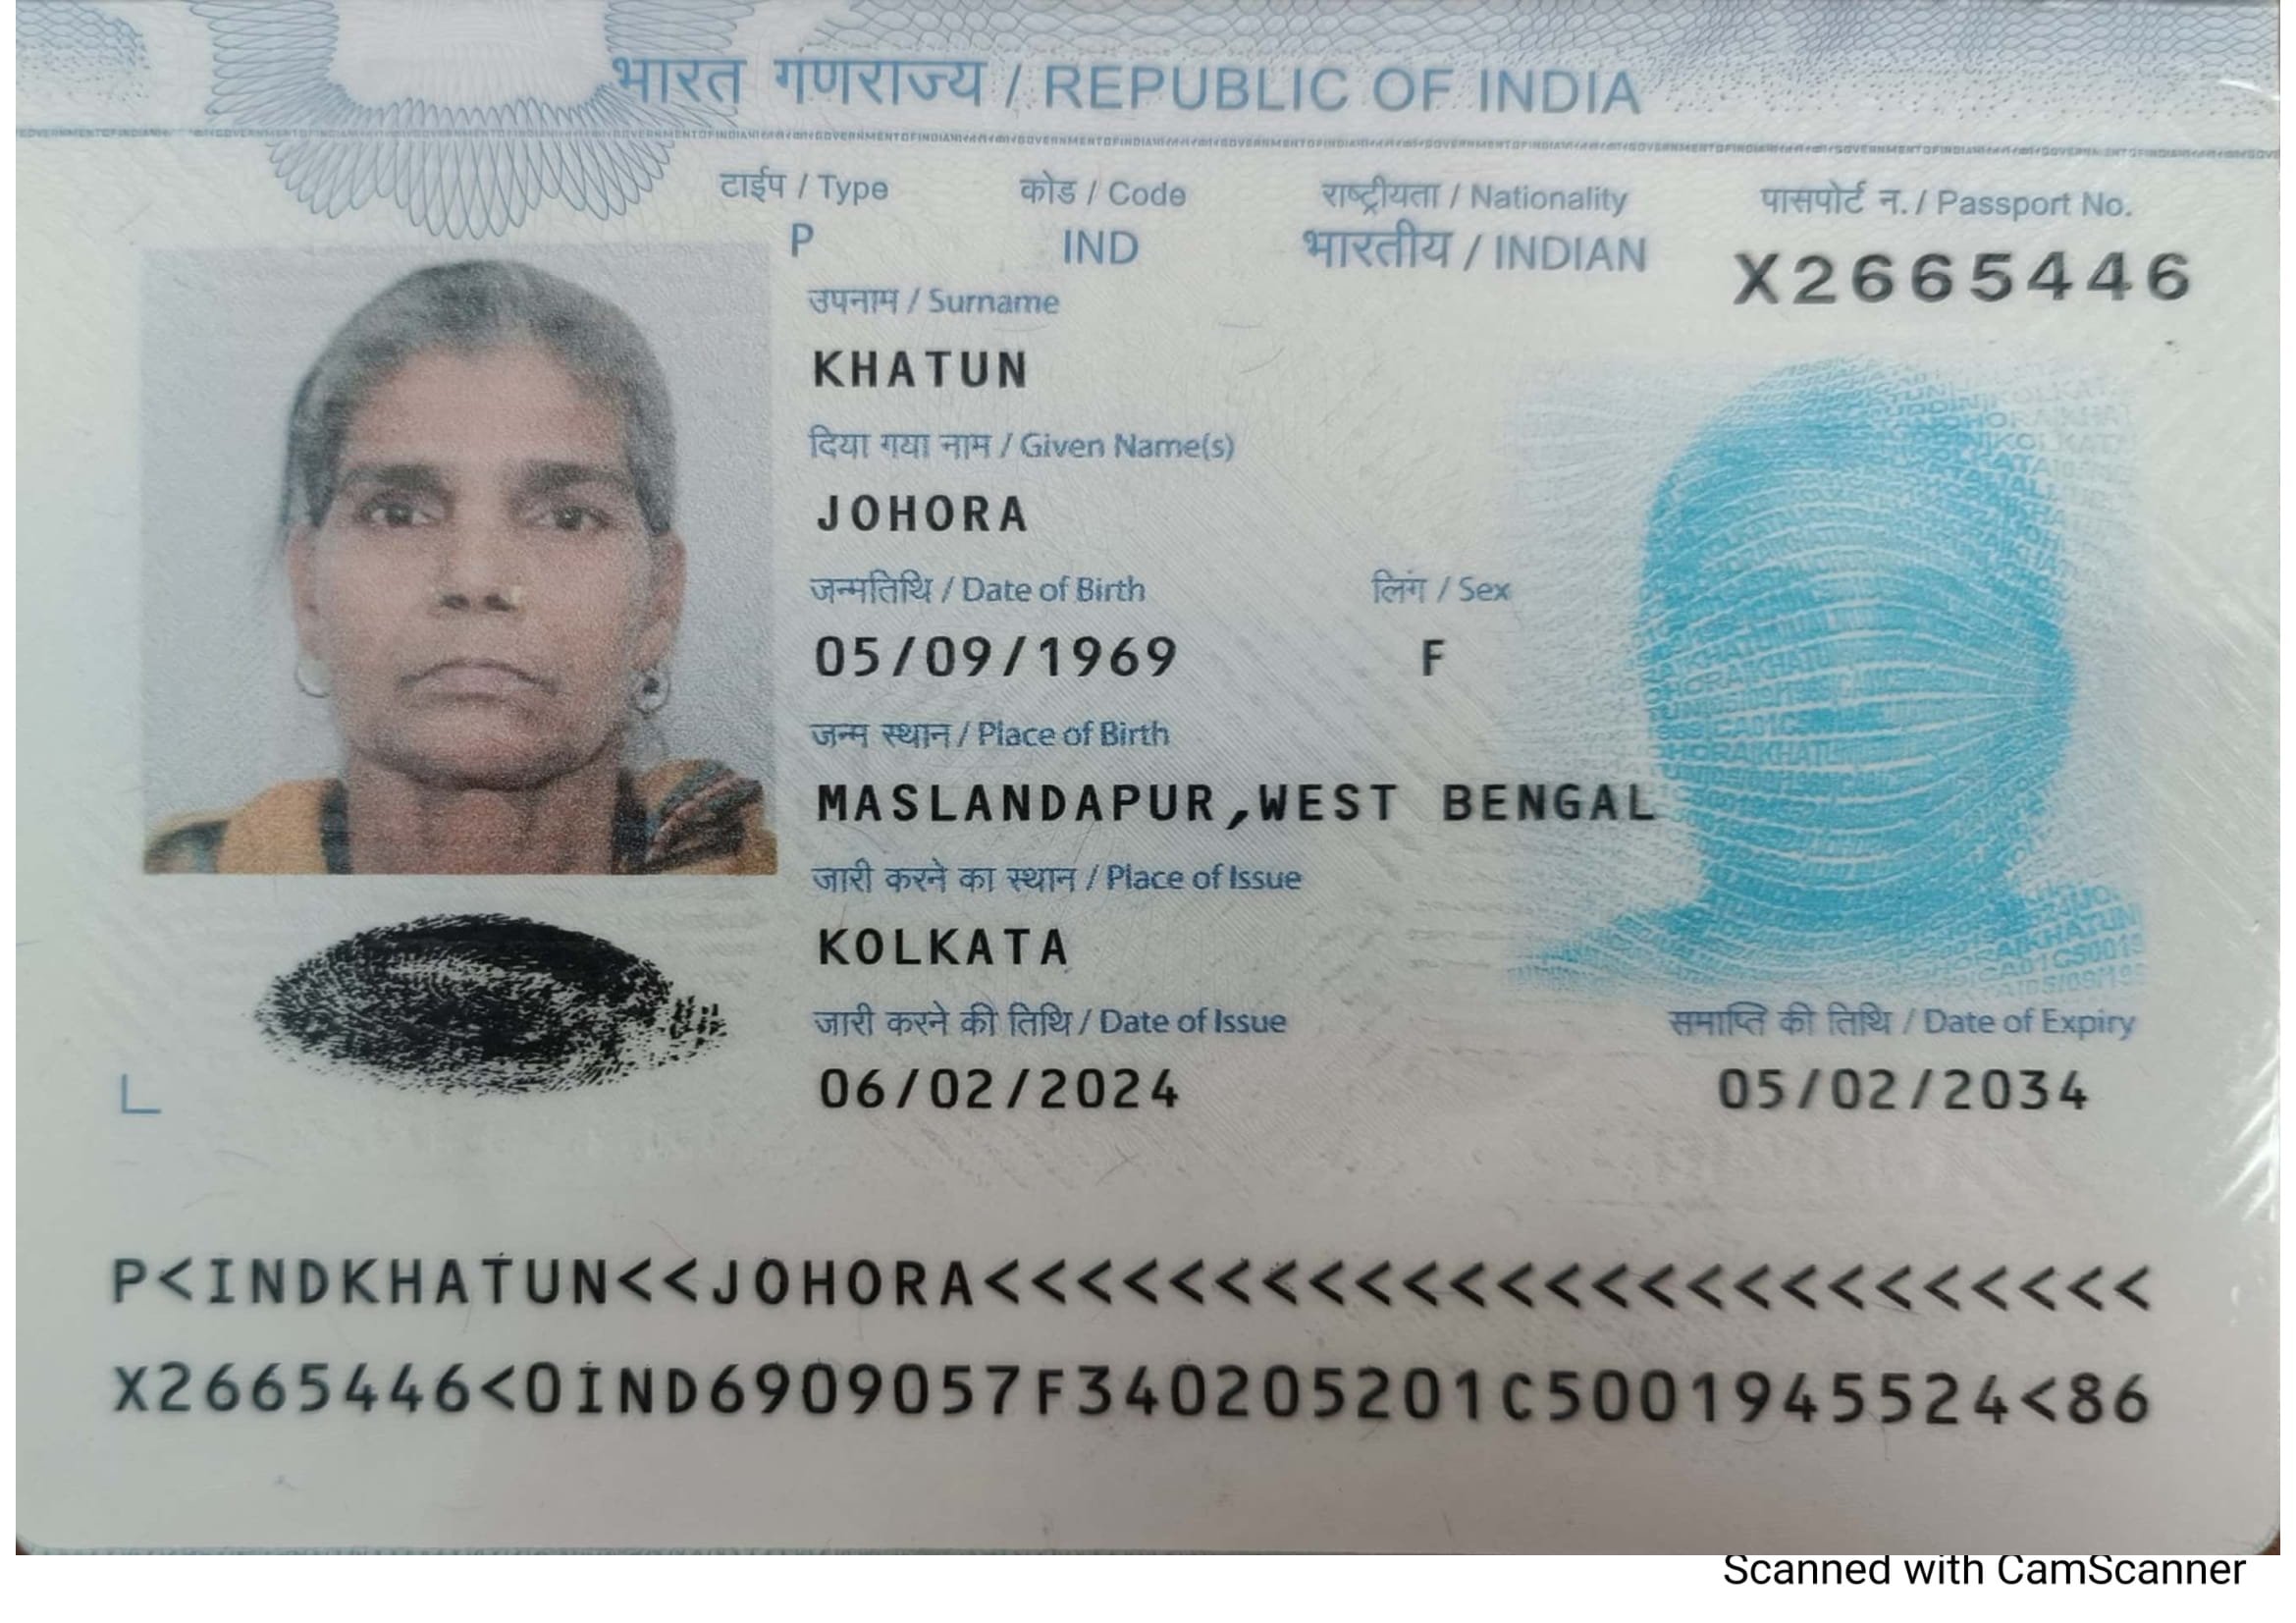 भारत गणराज्य / REPUBLIC OF INDIA
टाईप / Type
कोड / Code
राष्ट्रीयता / Nationality
पासपोर्ट न. / Passport No.
P
IND
भारतीय / INDIAN
X2665446
उपनाम / Surname
KHATUN
दिया गया नाम / Given Name(s)
JOHORA
जन्मतिथि / Date of Birth
लिंग / Sex
05/09/1969
F
जन्म स्थान / Place of Birth
MASLANDAPUR,WEST BENGAL
जारी करने का स्थान / Place of Issue
KOLKATA
जारी करने की तिथि / Date of Issue
समाप्ति की तिथि / Date of Expiry
06/02/2024
05/02/2034
P<INDKHATUN<<JOHORA<<<<<<<<<<<<<<<<<<<<<<<<<
X2665446<0IND6909057F340205201C5001945524<86
Scanned with CamScanner